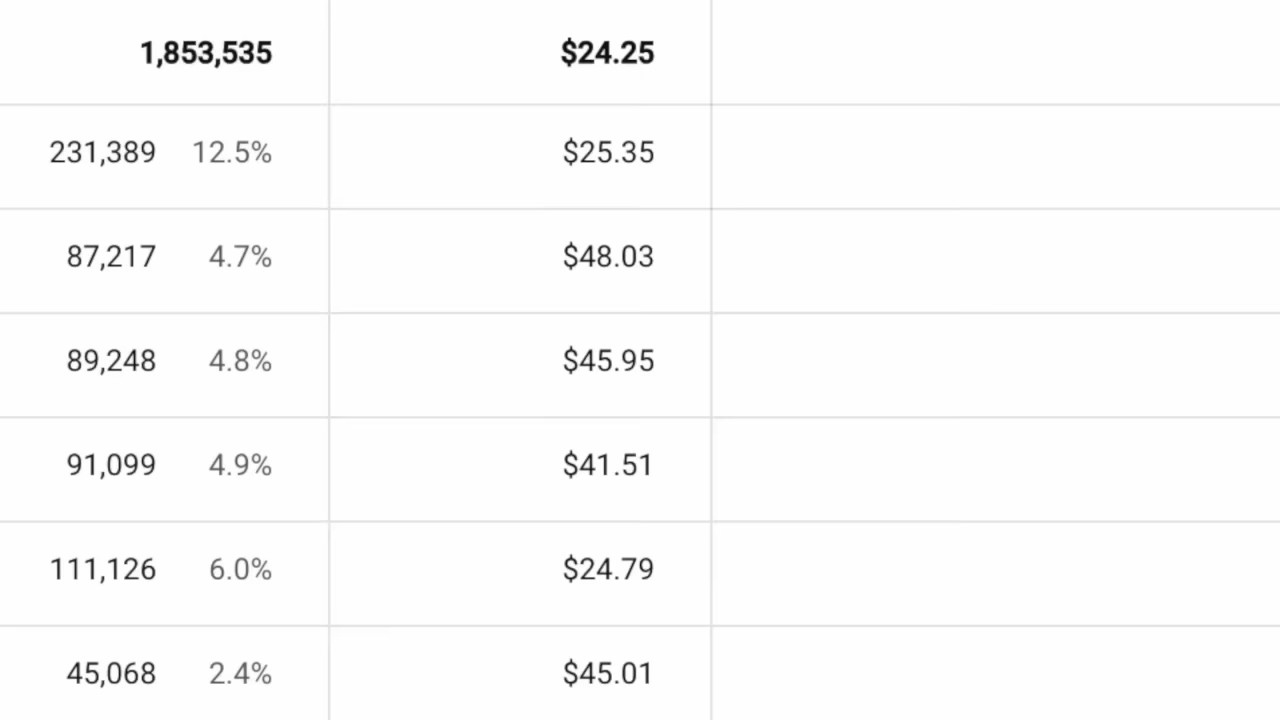 1,853,535 $24.25
231,389 12.5% $25.35
87,217 4.7% $48.03
89,248 4.8% $45.95
91,099 4.9% $41.51
111,126 6.0% $24.79
45,068 2.4% $45.01